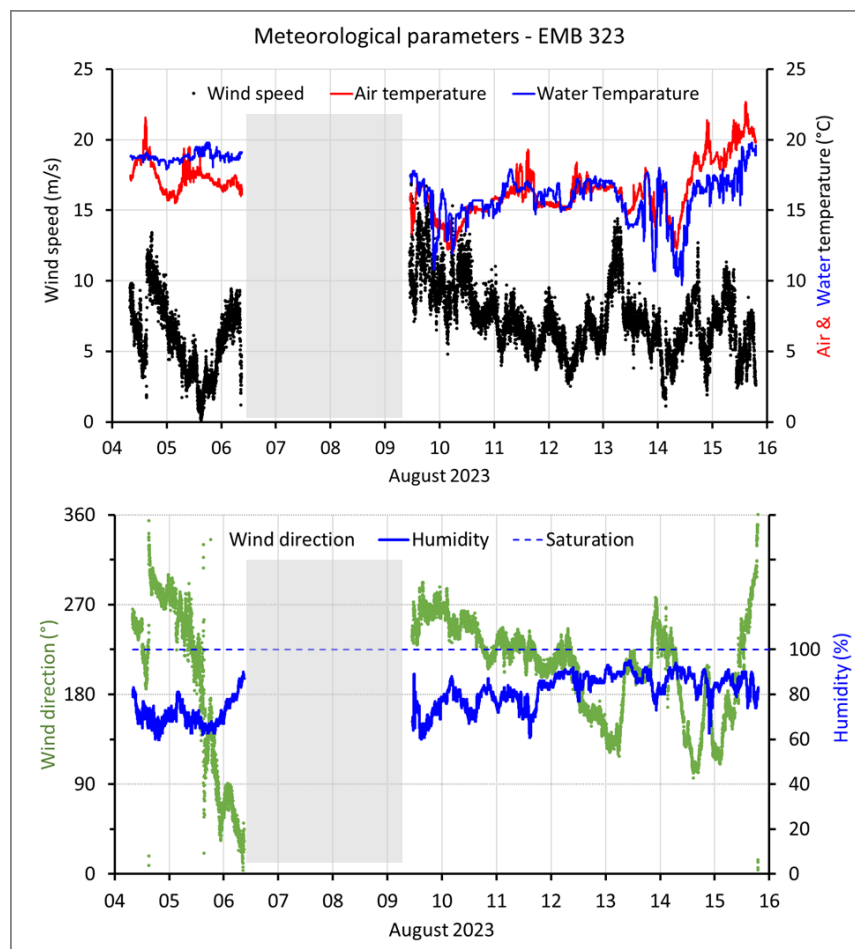 Meteorological parameters - EMB 323
Wind speed Air temperature Water Temparature
Wind speed (m/s)
25
20
15
10
5
0
25
20
15
10
5
0
Air & Water temperature (°C)
04 05 06 07 08 09 10 11 12 13 14 15 16
August 2023
Wind direction Humidity Saturation
Wind direction (°)
360
270
180
90
0
100
80
60
40
20
0
Humidity (%)
04 05 06 07 08 09 10 11 12 13 14 15 16
August 2023